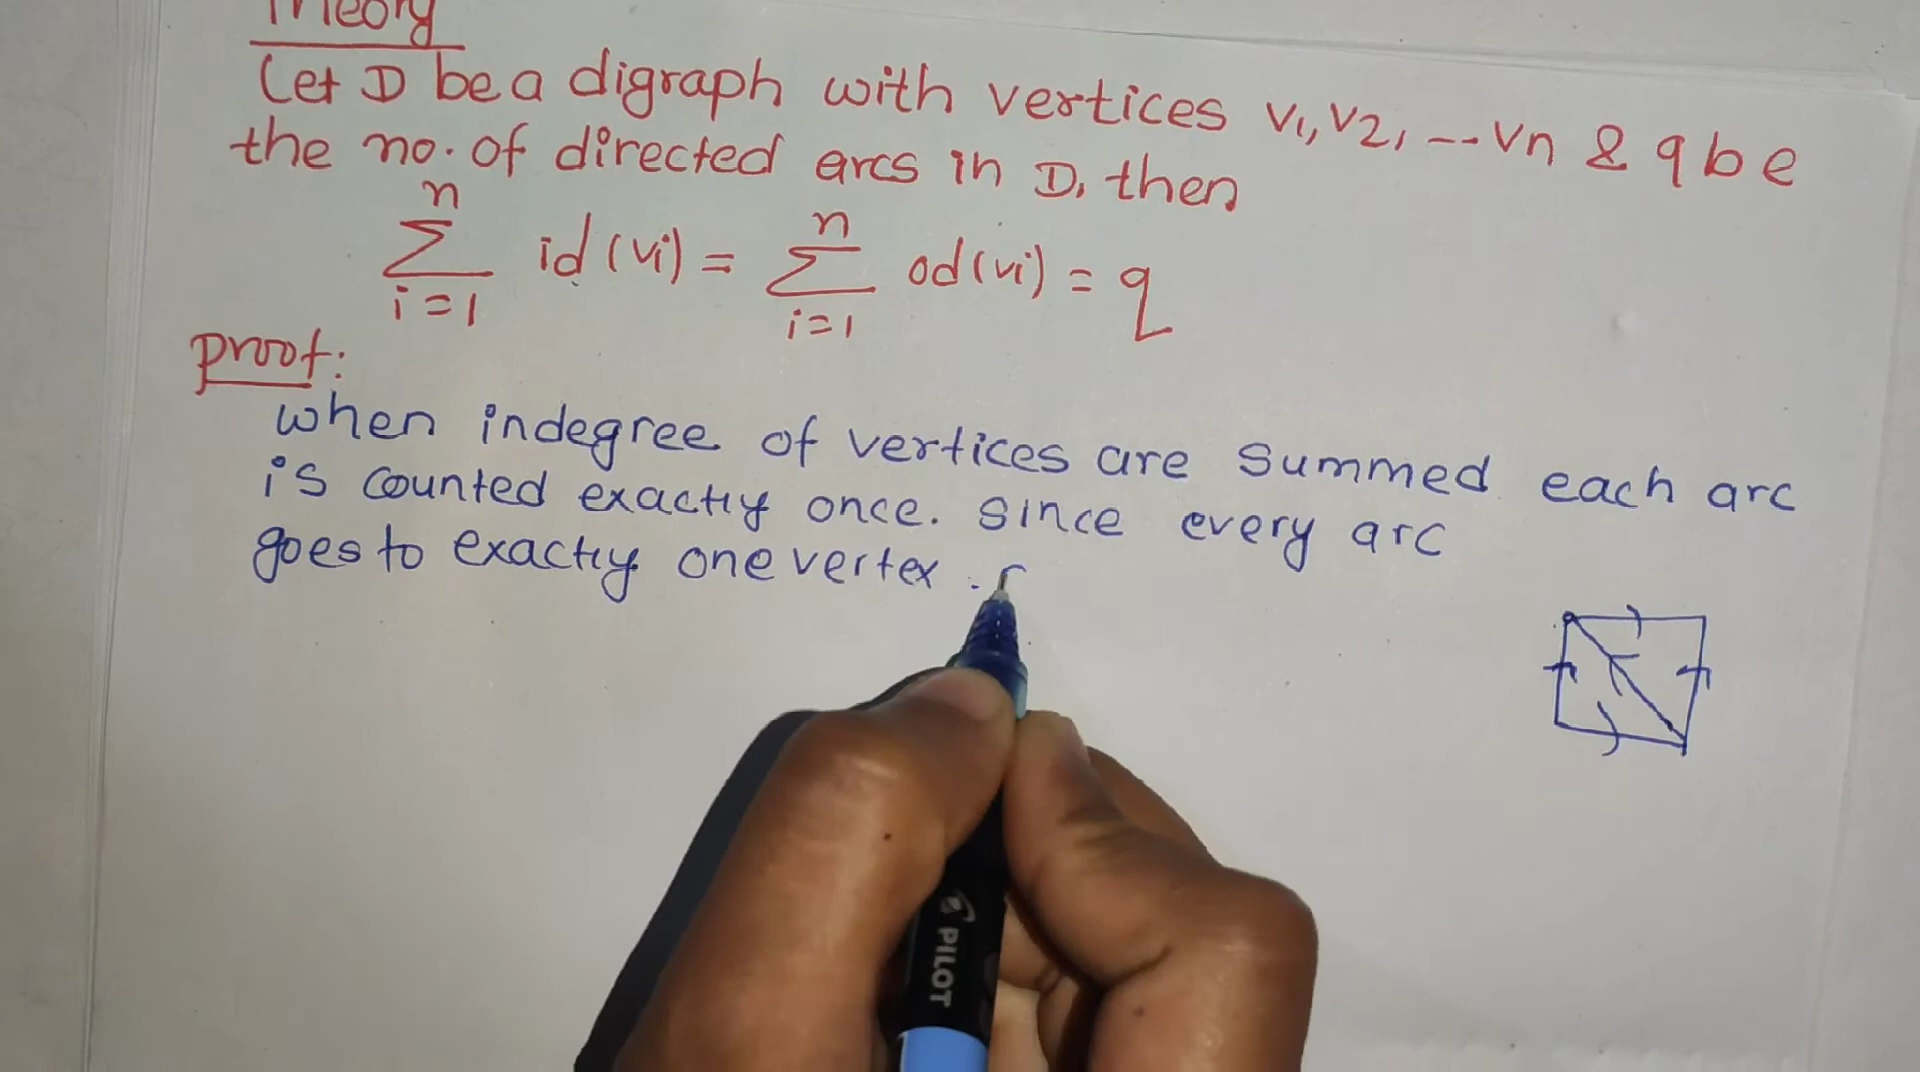 Theory
Let D be a digraph with vertices v1, v2, --- vn & q be
the no. of directed arcs in D, then
n n
Σ id(vi) = Σ od(vi) = q
i=1 i=1
proof:
when indegree of vertices are summed each arc
is counted exactly once. since every arc
goes to exactly one vertex.
PILOT